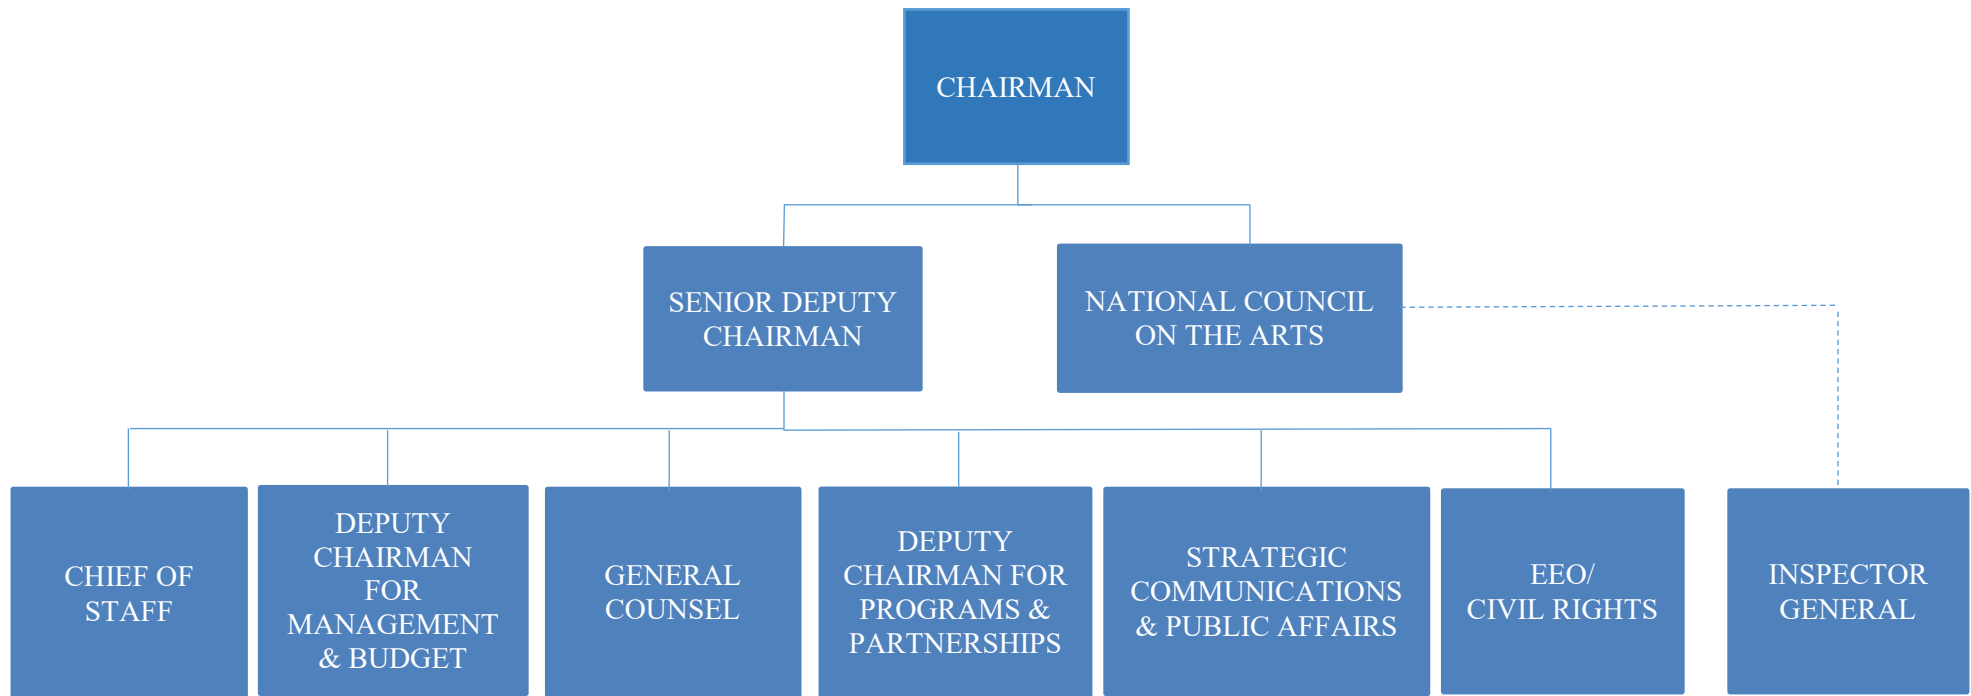 CHAIRMAN
SENIOR DEPUTY
CHAIRMAN
NATIONAL COUNCIL
ON THE ARTS
CHIEF OF
STAFF
DEPUTY
CHAIRMAN
FOR
MANAGEMENT
& BUDGET
GENERAL
COUNSEL
DEPUTY
CHAIRMAN FOR
PROGRAMS &
PARTNERSHIPS
STRATEGIC
COMMUNICATIONS
& PUBLIC AFFAIRS
EEO/
CIVIL RIGHTS
INSPECTOR
GENERAL